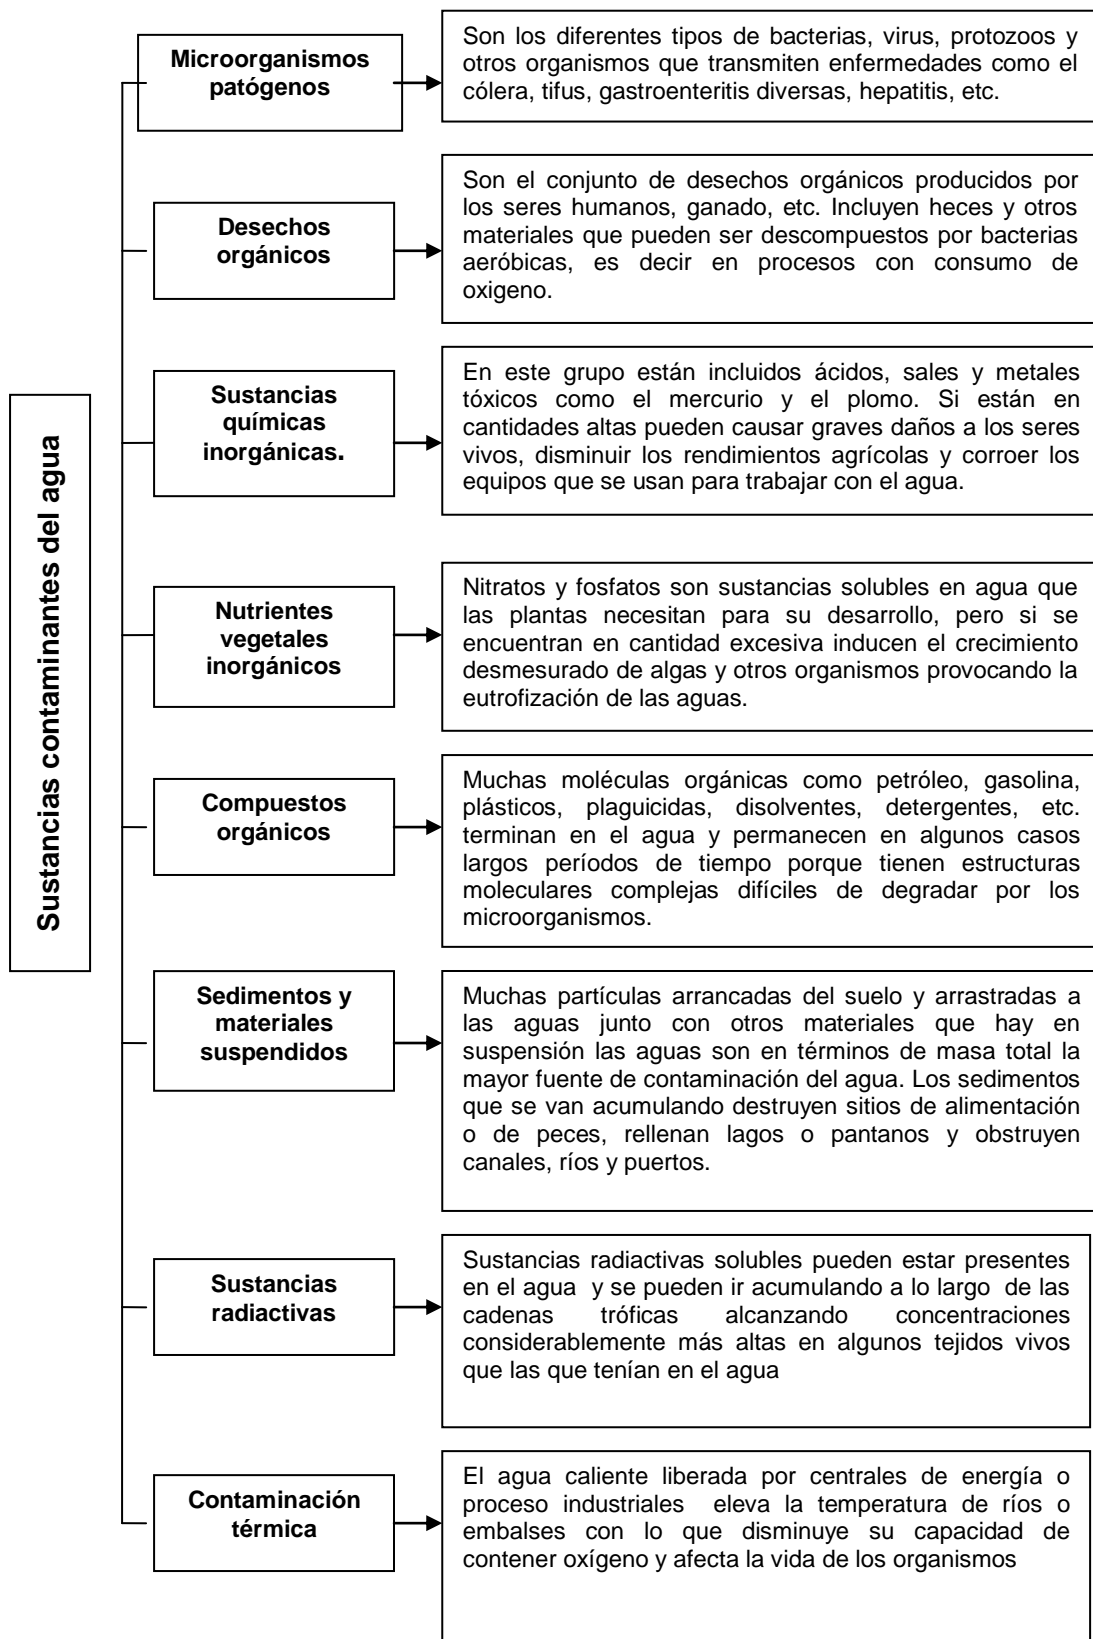 Sustancias contaminantes del agua
Microorganismos
patógenos
Son los diferentes tipos de bacterias, virus, protozoos y
otros organismos que transmiten enfermedades como el
cólera, tifus, gastroenteritis diversas, hepatitis, etc.
Desechos
orgánicos
Son el conjunto de desechos orgánicos producidos por
los seres humanos, ganado, etc. Incluyen heces y otros
materiales que pueden ser descompuestos por bacterias
aeróbicas, es decir en procesos con consumo de
oxigeno.
Sustancias
químicas
inorgánicas.
En este grupo están incluidos ácidos, sales y metales
tóxicos como el mercurio y el plomo. Si están en
cantidades altas pueden causar graves daños a los seres
vivos, disminuir los rendimientos agrícolas y corroer los
equipos que se usan para trabajar con el agua.
Nutrientes
vegetales
inorgánicos
Nitratos y fosfatos son sustancias solubles en agua que
las plantas necesitan para su desarrollo, pero si se
encuentran en cantidad excesiva inducen el crecimiento
desmesurado de algas y otros organismos provocando la
eutrofización de las aguas.
Compuestos
orgánicos
Muchas moléculas orgánicas como petróleo, gasolina,
plásticos, plaguicidas, disolventes, detergentes, etc.
terminan en el agua y permanecen en algunos casos
largos períodos de tiempo porque tienen estructuras
moleculares complejas difíciles de degradar por los
microorganismos.
Sedimentos y
materiales
suspendidos
Muchas partículas arrancadas del suelo y arrastradas a
las aguas junto con otros materiales que hay en
suspensión las aguas son en términos de masa total la
mayor fuente de contaminación del agua. Los sedimentos
que se van acumulando destruyen sitios de alimentación
o de peces, rellenan lagos o pantanos y obstruyen
canales, ríos y puertos.
Sustancias
radiactivas
Sustancias radiactivas solubles pueden estar presentes
en el agua y se pueden ir acumulando a lo largo de las
cadenas tróficas alcanzando concentraciones
considerablemente más altas en algunos tejidos vivos
que las que tenían en el agua
Contaminación
térmica
El agua caliente liberada por centrales de energía o
proceso industriales eleva la temperatura de ríos o
embalses con lo que disminuye su capacidad de
contener oxígeno y afecta la vida de los organismos